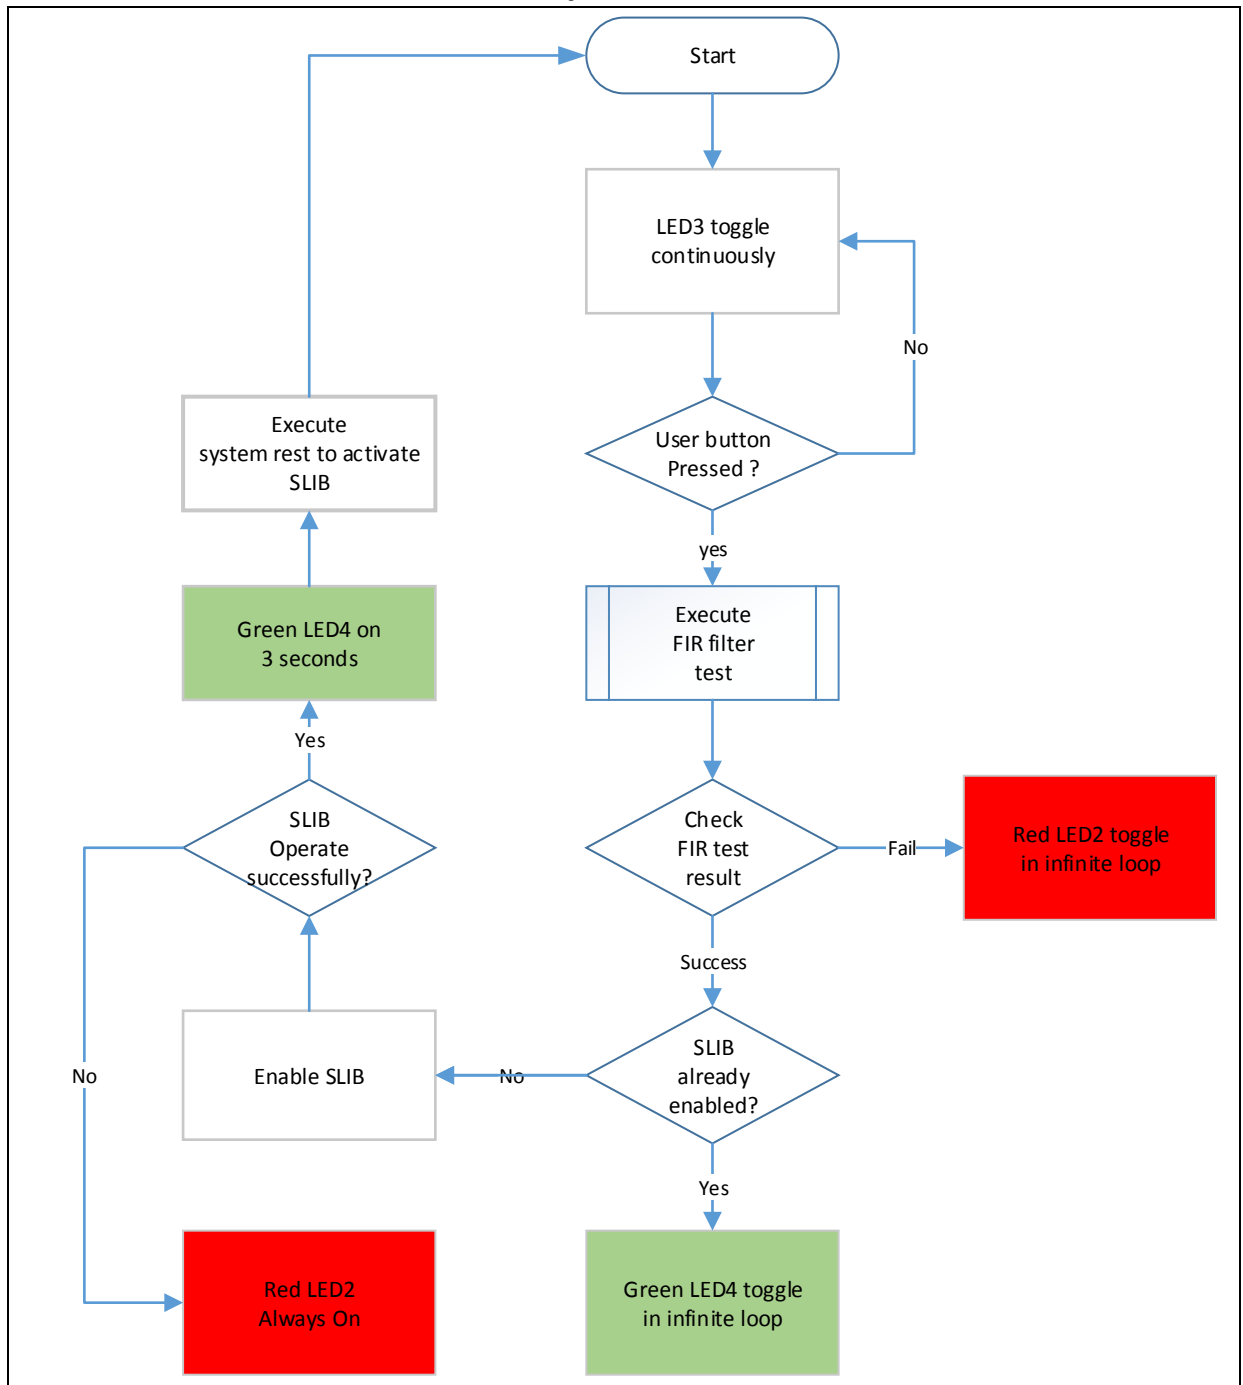 Start
LED3 toggle
continuously
No
User button
Pressed ?
yes
Execute
system rest to activate
SLIB
Green LED4 on
3 seconds
Execute
FIR filter
test
Yes
SLIB
Operate
successfully?
Check
FIR test
result
Fail
Red LED2 toggle
in infinite loop
Success
SLIB
already
enabled?
No
Enable SLIB
No
Yes
Red LED2
Always On
Green LED4 toggle
in infinite loop